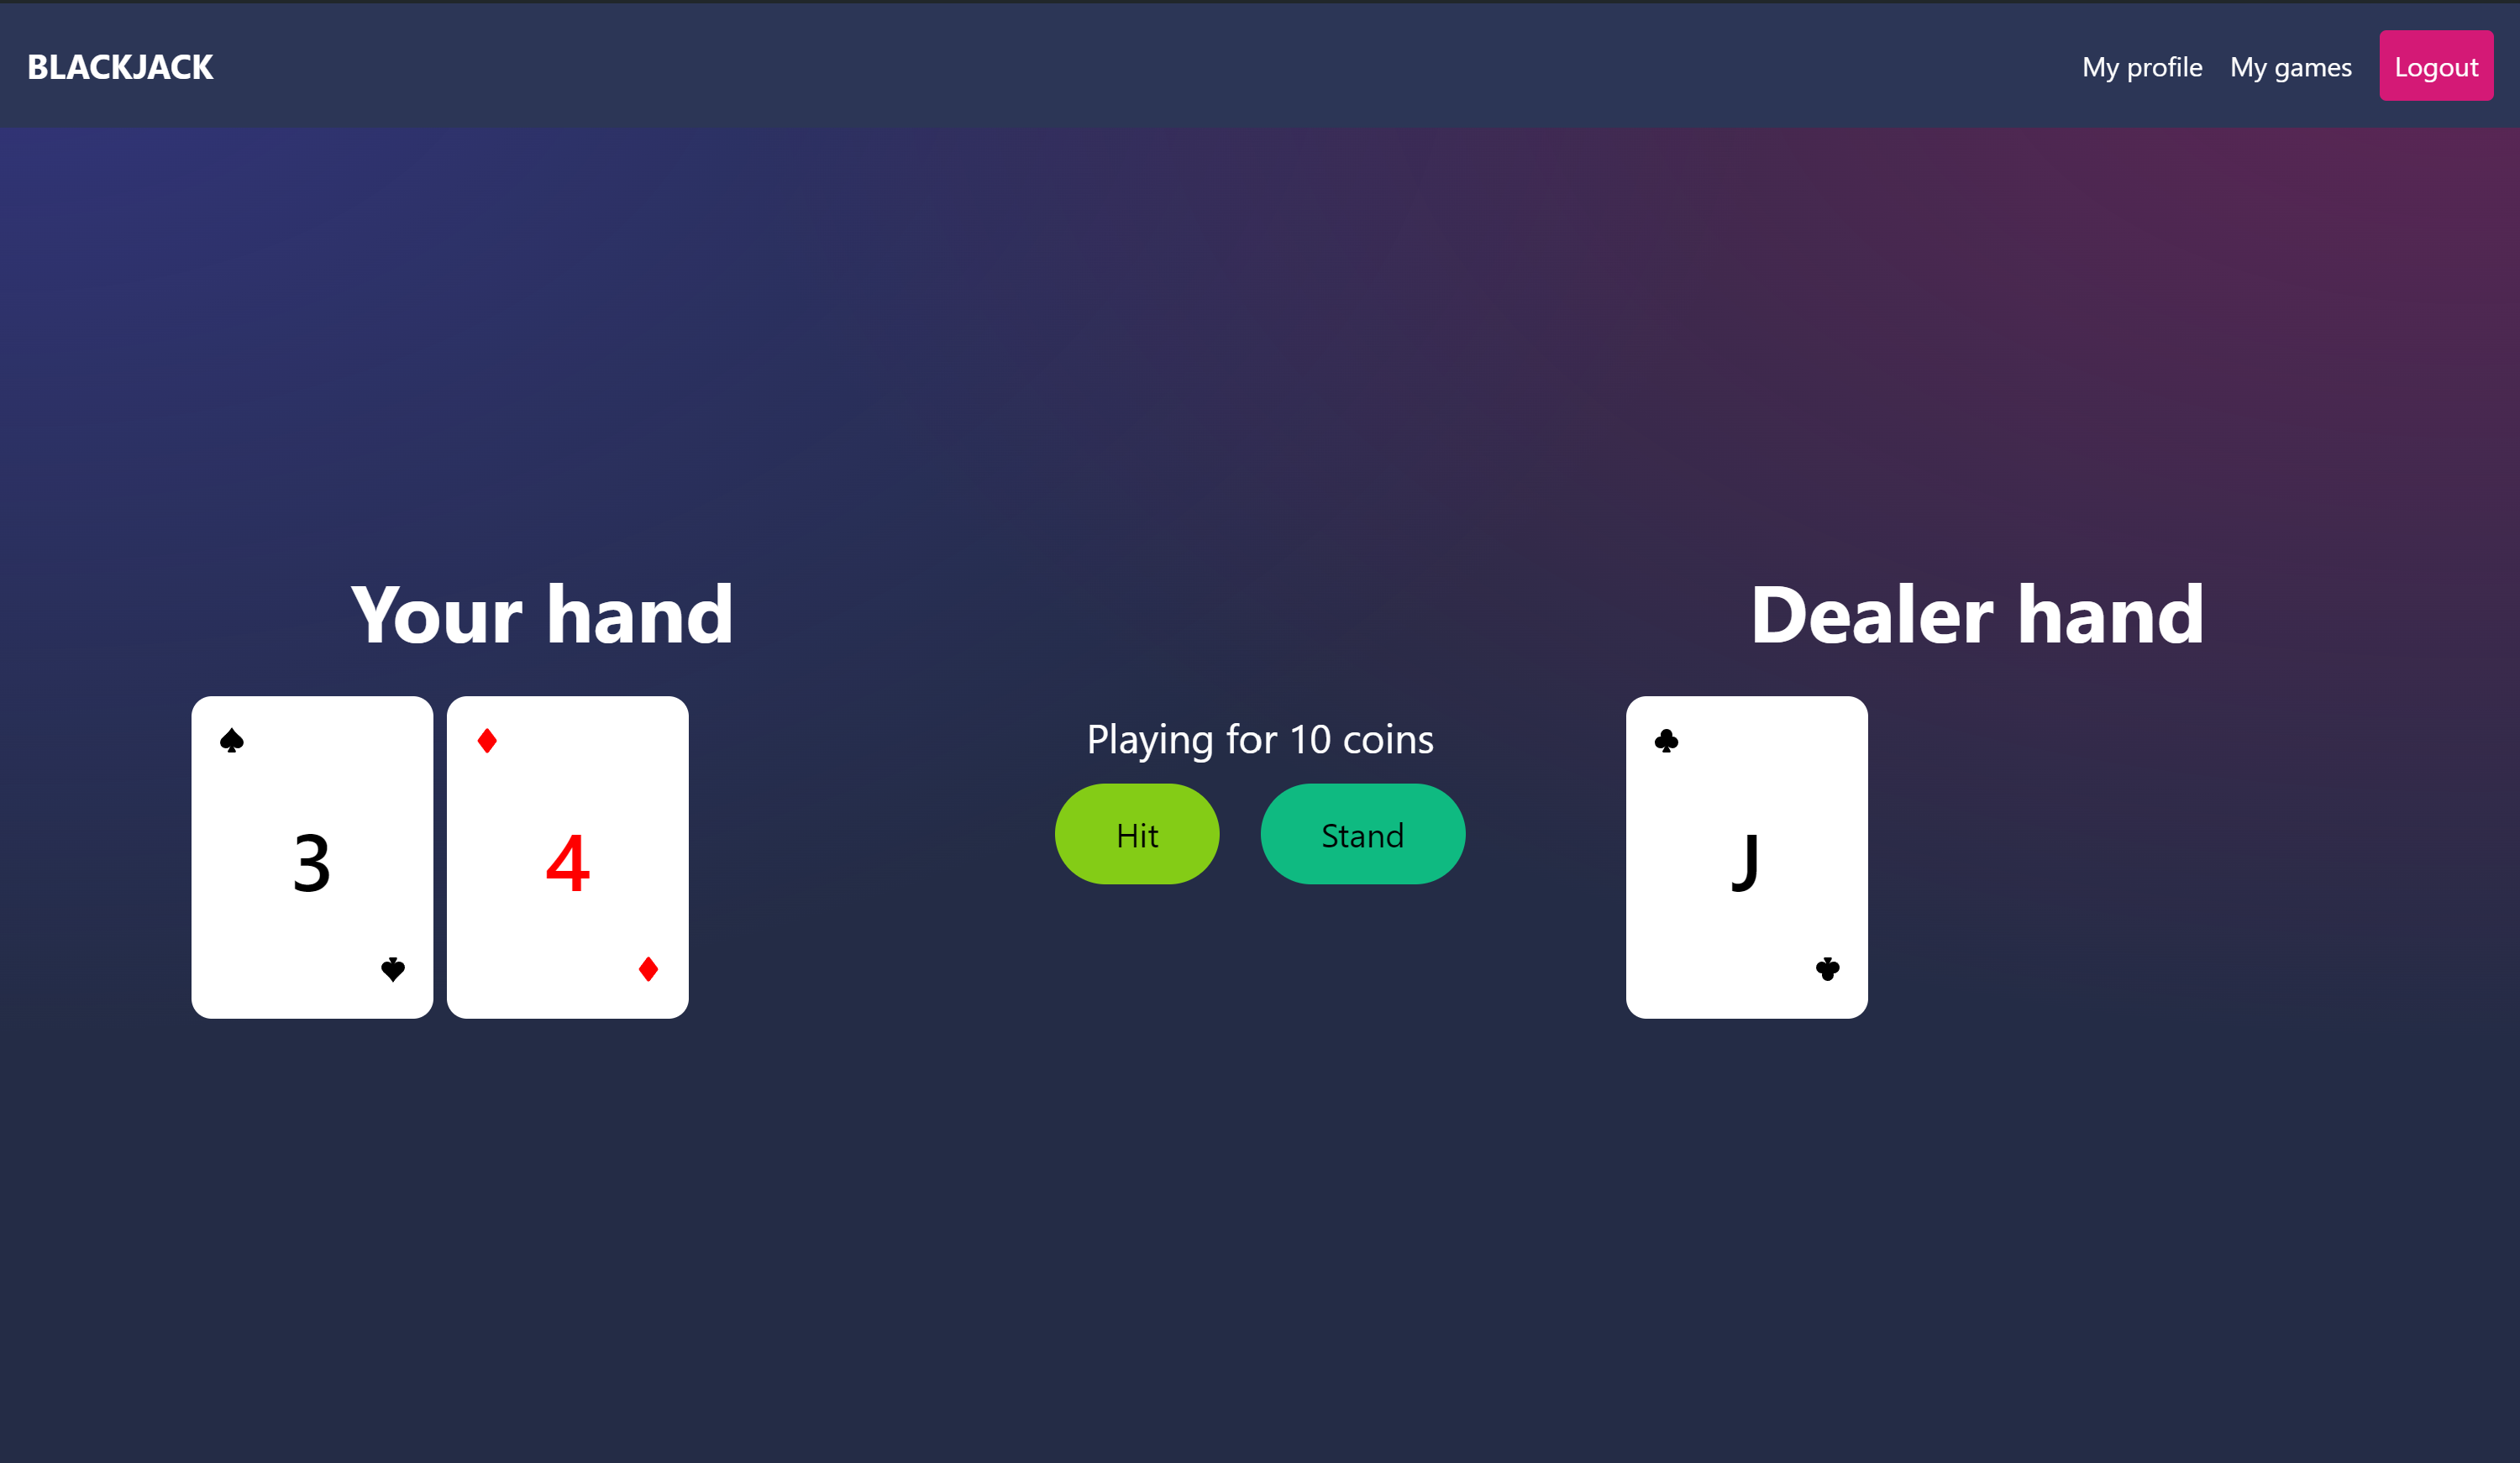 BLACKJACK
My profile My games Logout
Your hand
Dealer hand
♠
3
♠
♦
4
♦
Playing for 10 coins
Hit Stand
♣
J
♣